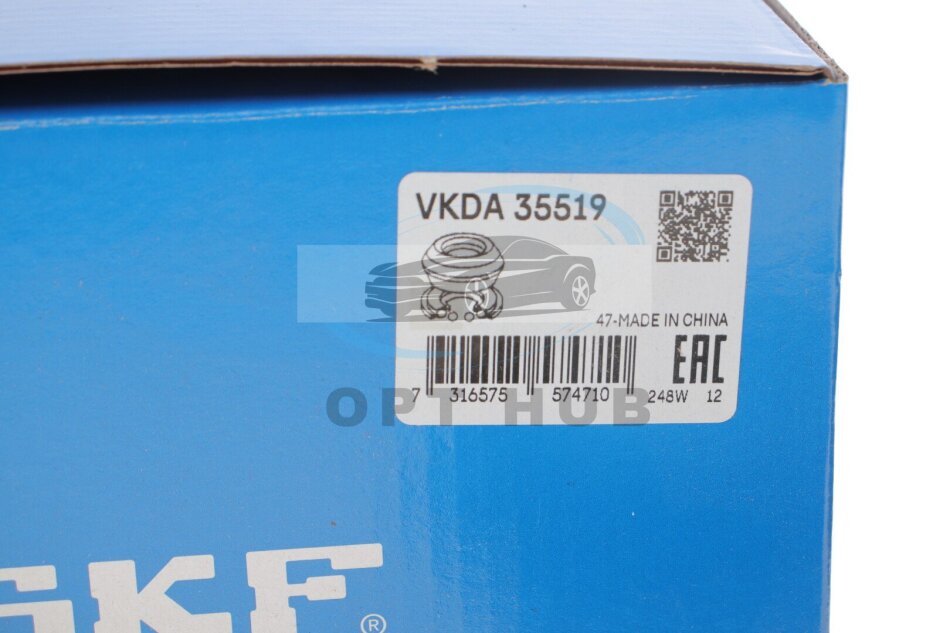 VKDA 35519
47-MADE IN CHINA
EAC
7 316575 574710
248W 12
OPT HUB
SKF®